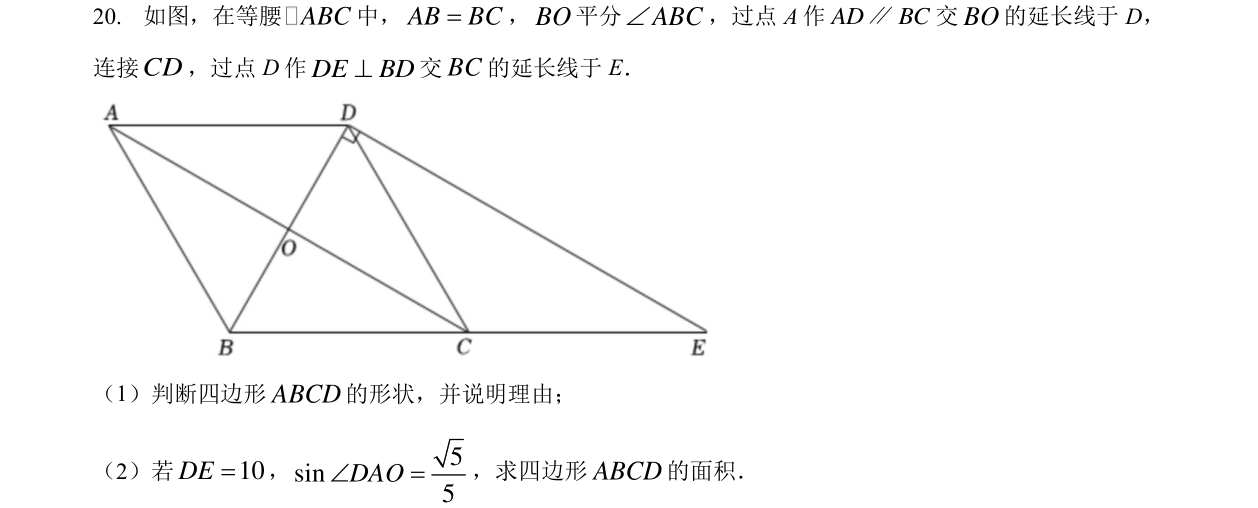 20. 如图，在等腰□ABC中，AB = BC，BO平分∠ABC，过点A作AD∥BC交BO的延长线于D，
连接CD，过点D作DE⊥BD交BC的延长线于E．
A D
O
B C E
（1）判断四边形ABCD的形状，并说明理由；
（2）若DE =10，sin∠DAO = √5/5，求四边形ABCD的面积．